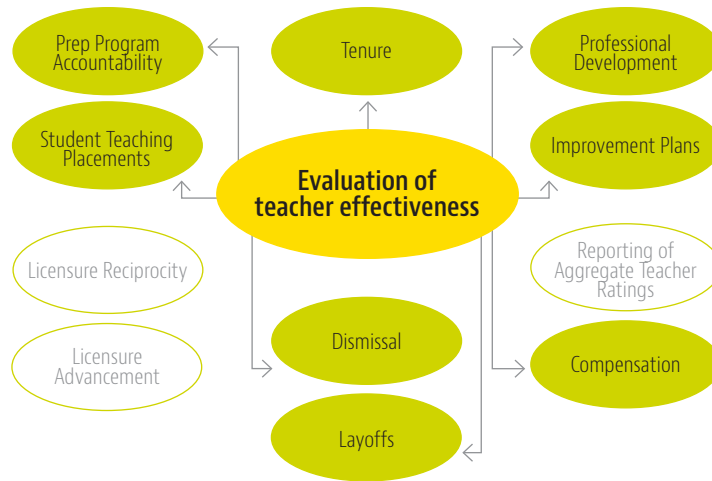 Prep Program
Accountability
Tenure
Professional
Development
Student Teaching
Placements
Improvement Plans
Evaluation of
teacher effectiveness
Licensure Reciprocity
Reporting of
Aggregate Teacher
Ratings
Licensure
Advancement
Dismissal
Compensation
Layoffs